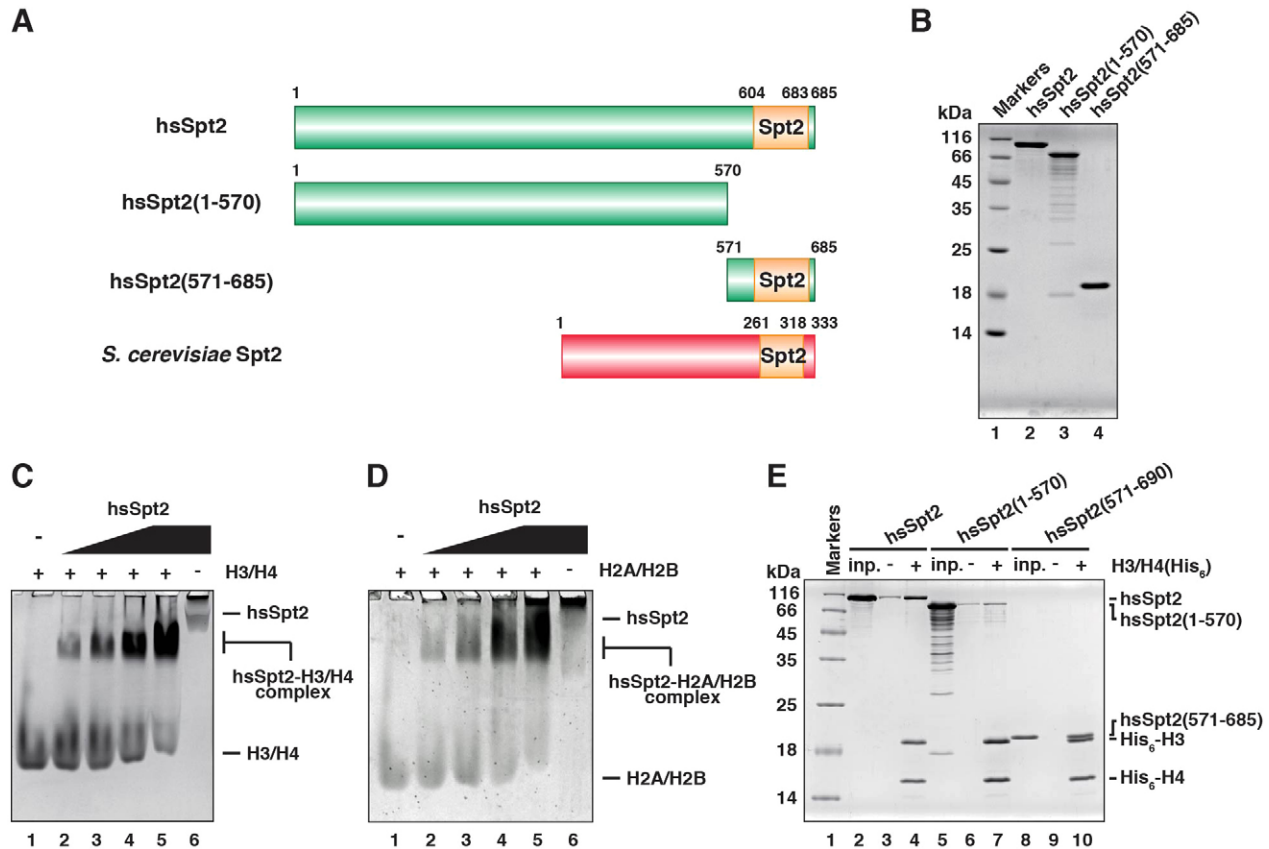 A
1 604 683 685
hsSpt2 Spt2
1 570
hsSpt2(1-570)
571 685
hsSpt2(571-685) Spt2
1 261 318 333
S. cerevisiae Spt2 Spt2
B
Markers
hsSpt2
hsSpt2(1-570)
hsSpt2(571-685)
kDa
116
66
45
35
25
18
14
1 2 3 4
C
hsSpt2
-
+ + + + + - H3/H4
hsSpt2
hsSpt2-H3/H4
complex
H3/H4
1 2 3 4 5 6
D
hsSpt2
-
+ + + + + - H2A/H2B
hsSpt2
hsSpt2-H2A/H2B
complex
H2A/H2B
1 2 3 4 5 6
E
Markers
hsSpt2
hsSpt2(1-570)
hsSpt2(571-690)
kDa
inp. - + inp. - + inp. - + H3/H4(His6)
116
66
45
35
25
18
14
hsSpt2
hsSpt2(1-570)
hsSpt2(571-685)
His6-H3
His6-H4
1 2 3 4 5 6 7 8 9 10